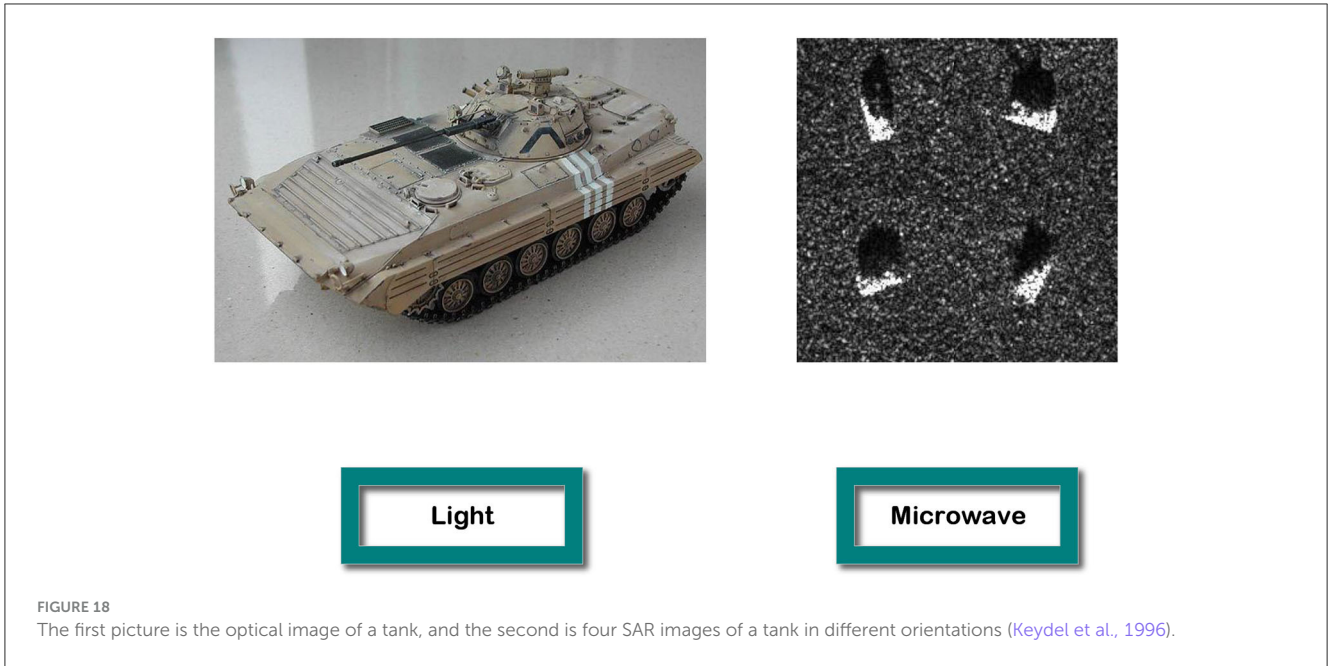 Light
Microwave
FIGURE 18
The first picture is the optical image of a tank, and the second is four SAR images of a tank in different orientations (Keydel et al., 1996).